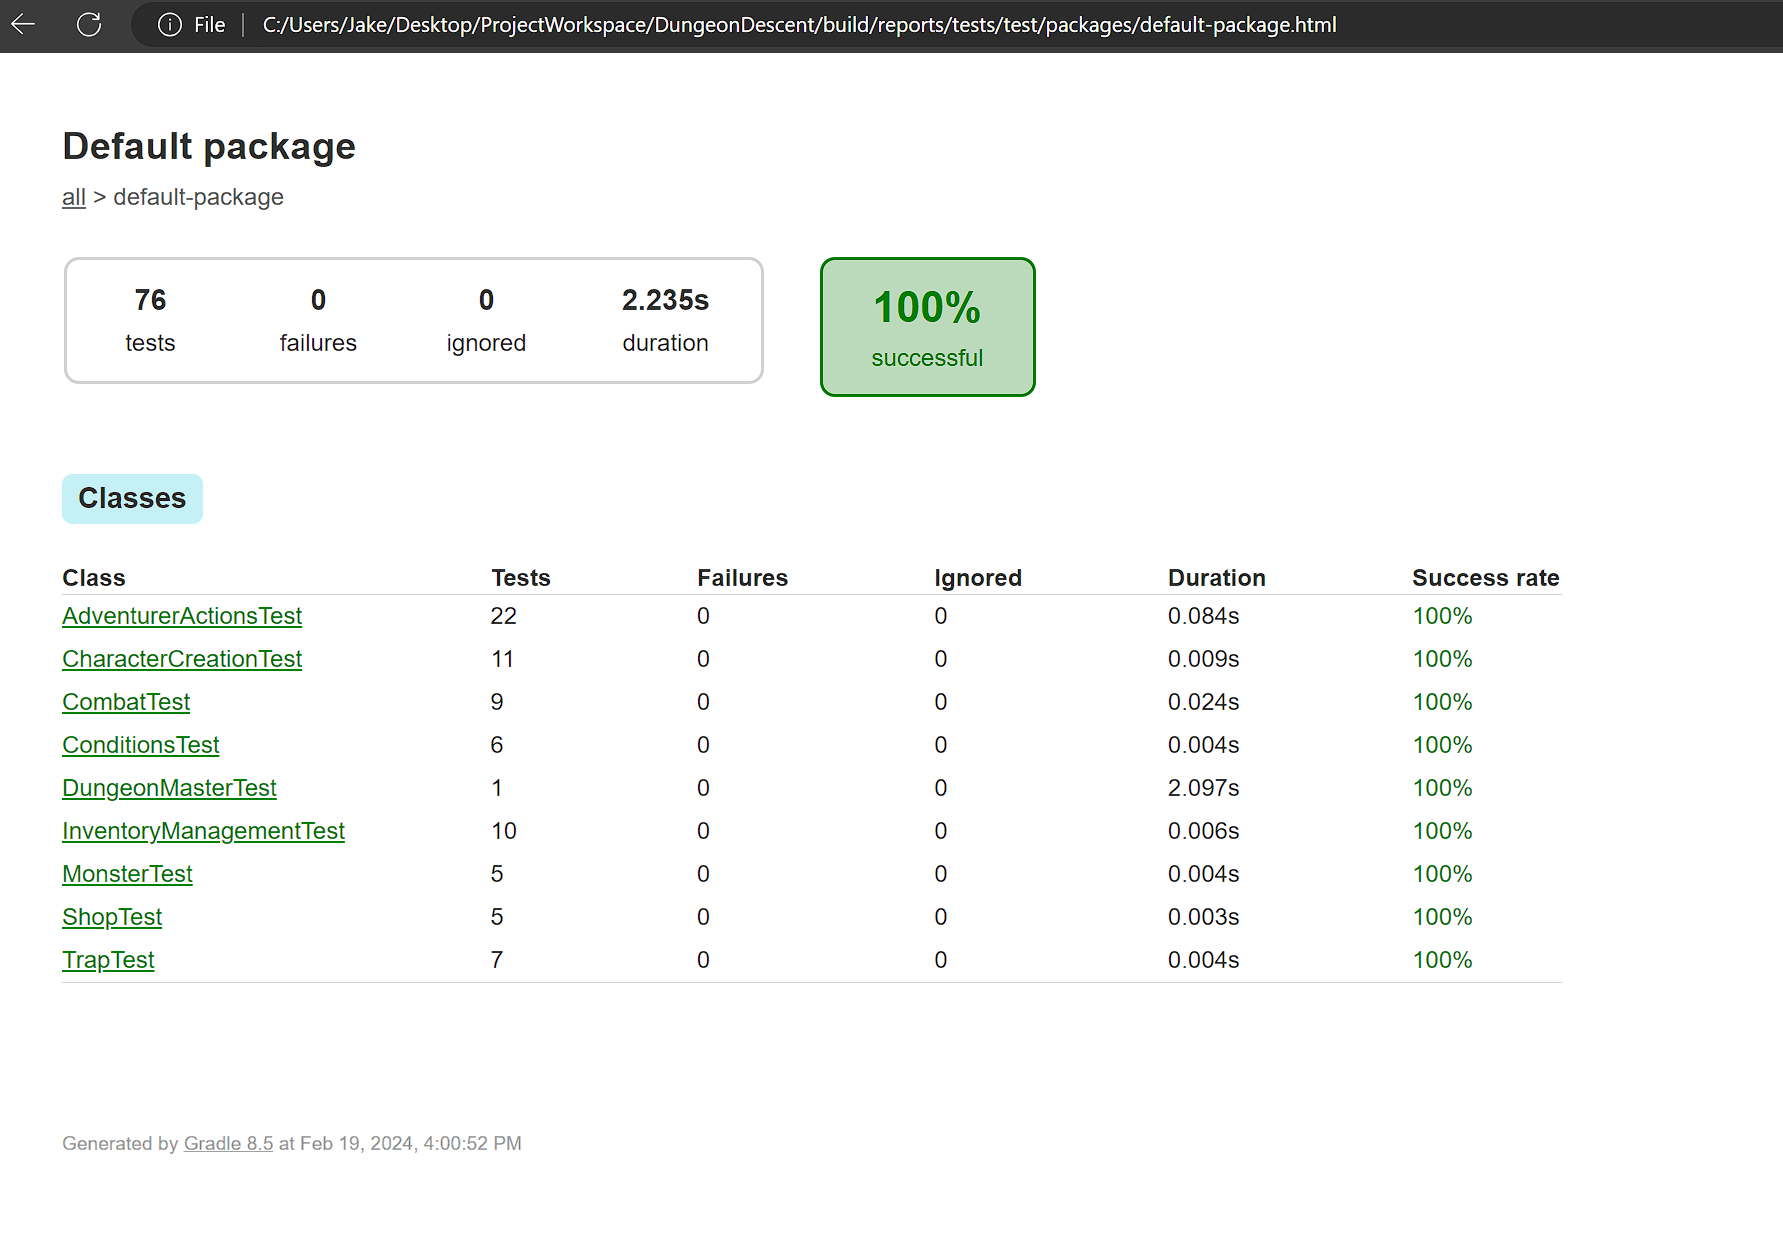 File C:/Users/Jake/Desktop/ProjectWorkspace/DungeonDescent/build/reports/tests/test/packages/default-package.html
Default package
all > default-package
76 0 0 2.235s
tests failures ignored duration
100%
successful
Classes
Class Tests Failures Ignored Duration Success rate
AdventurerActionsTest 22 0 0 0.084s 100%
CharacterCreationTest 11 0 0 0.009s 100%
CombatTest 9 0 0 0.024s 100%
ConditionsTest 6 0 0 0.004s 100%
DungeonMasterTest 1 0 0 2.097s 100%
InventoryManagementTest 10 0 0 0.006s 100%
MonsterTest 5 0 0 0.004s 100%
ShopTest 5 0 0 0.003s 100%
TrapTest 7 0 0 0.004s 100%
Generated by Gradle 8.5 at Feb 19, 2024, 4:00:52 PM